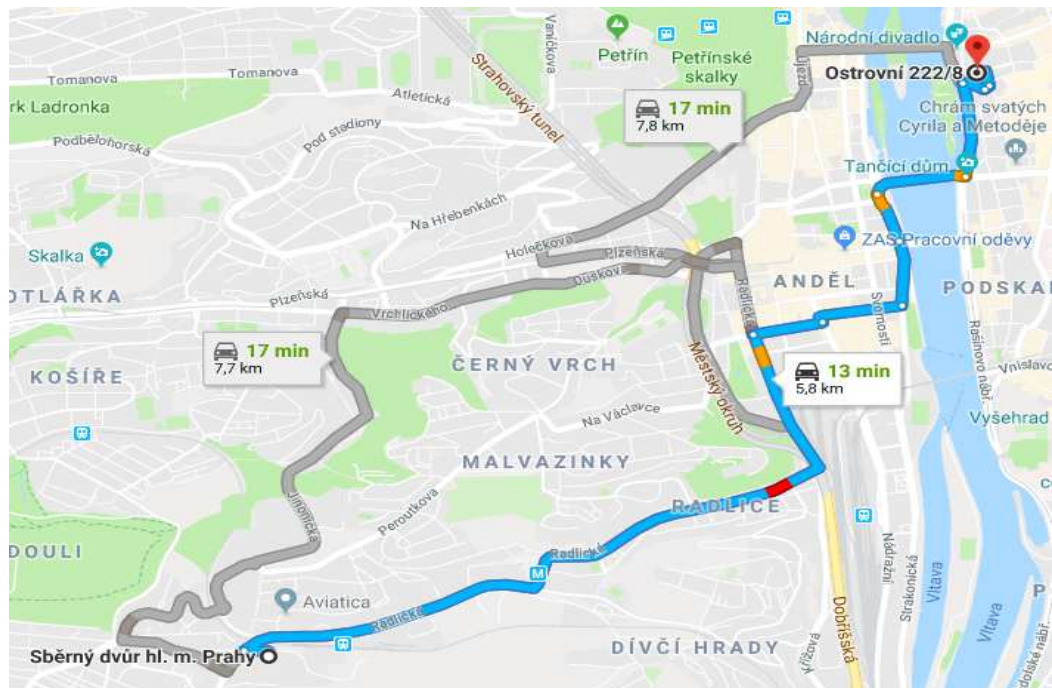 Vaníčkova
Tomanova
Tomanova
rk Ladronka
Atletická
Podbělohorská
Pod stadiony
Strahovský tunel
Petřín
Petřínské
skalky
Újezd
Národní divadlo
Ostrovní 222/8
Chrám svatých
Cyrila a Metoděje
Tančící dům
17 min
7,8 km
Na Hřebenkách
Holečkova
Plzeňská
Plzeňská
Duškova
Vrchlického
Skalka
OTLÁŘKA
ZAS Pracovní oděvy
ANDĚL
PODSKAL
Radlická
Svornosti
Rašínovo nábř.
17 min
7,7 km
KOŠÍŘE
ČERNÝ VRCH
Městský okruh
13 min
5,8 km
Vnislavo
Na Václavce
Vyšehrad
MALVAZINKY
RADLICE
Jinonická
Peroutkova
DOULI
Radlická
M
Aviatica
Radlická
Nádražní
Strakonická
Vltava
Vltava
Podolské nábř.
P
Dobříšská
Křížová
DÍVČÍ HRADY
Sběrný dvůr hl. m. Prahy